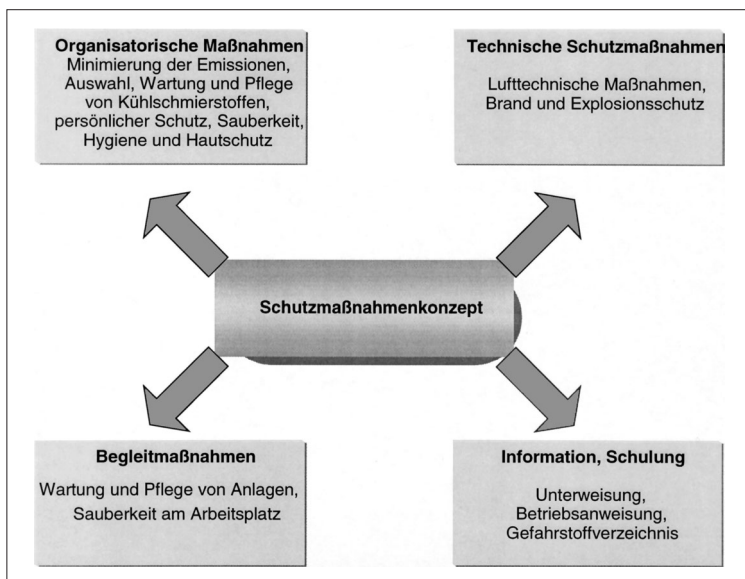 Organisatorische Maßnahmen
Minimierung der Emissionen,
Auswahl, Wartung und Pflege
von Kühlschmierstoffen,
persönlicher Schutz, Sauberkeit,
Hygiene und Hautschutz
Technische Schutzmaßnahmen
Lufttechnische Maßnahmen,
Brand und Explosionsschutz
Schutzmaßnahmenkonzept
Begleitmaßnahmen
Wartung und Pflege von Anlagen,
Sauberkeit am Arbeitsplatz
Information, Schulung
Unterweisung,
Betriebsanweisung,
Gefahrstoffverzeichnis